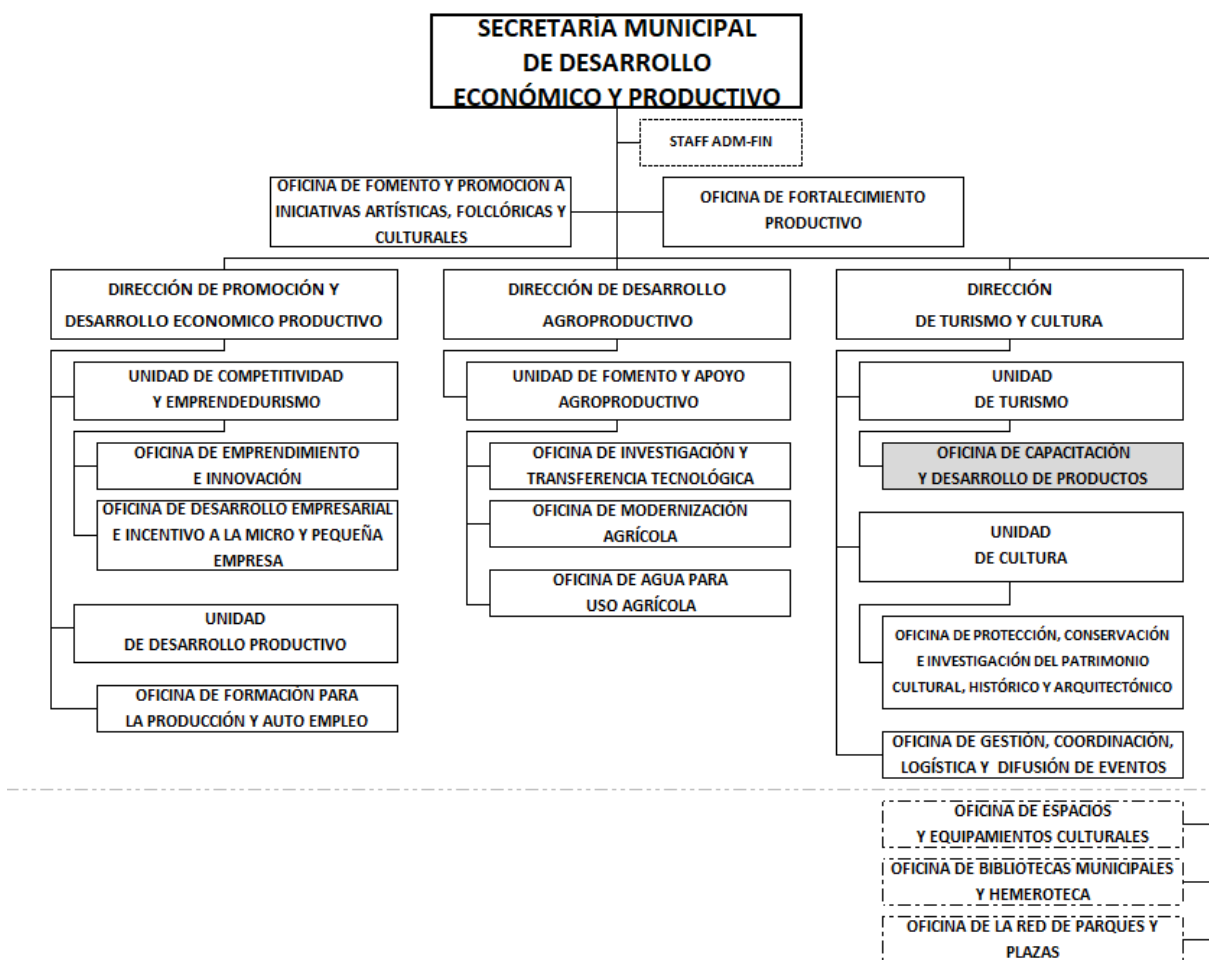 SECRETARÍA MUNICIPAL
DE DESARROLLO
ECONÓMICO Y PRODUCTIVO
STAFF ADM-FIN
OFICINA DE FOMENTO Y PROMOCION A
INICIATIVAS ARTÍSTICAS, FOLCLÓRICAS Y
CULTURALES
OFICINA DE FORTALECIMIENTO
PRODUCTIVO
DIRECCIÓN DE PROMOCIÓN Y
DESARROLLO ECONOMICO PRODUCTIVO
UNIDAD DE COMPETITIVIDAD
Y EMPRENDEDURISMO
OFICINA DE EMPRENDIMIENTO
E INNOVACIÓN
OFICINA DE DESARROLLO EMPRESARIAL
E INCENTIVO A LA MICRO Y PEQUEÑA
EMPRESA
UNIDAD
DE DESARROLLO PRODUCTIVO
OFICINA DE FORMACIÓN PARA
LA PRODUCCIÓN Y AUTO EMPLEO
DIRECCIÓN DE DESARROLLO
AGROPRODUCTIVO
UNIDAD DE FOMENTO Y APOYO
AGROPRODUCTIVO
OFICINA DE INVESTIGACIÓN Y
TRANSFERENCIA TECNOLÓGICA
OFICINA DE MODERNIZACIÓN
AGRÍCOLA
OFICINA DE AGUA PARA
USO AGRÍCOLA
DIRECCIÓN
DE TURISMO Y CULTURA
UNIDAD
DE TURISMO
OFICINA DE CAPACITACIÓN
Y DESARROLLO DE PRODUCTOS
UNIDAD
DE CULTURA
OFICINA DE PROTECCIÓN, CONSERVACIÓN
E INVESTIGACIÓN DEL PATRIMONIO
CULTURAL, HISTÓRICO Y ARQUITECTÓNICO
OFICINA DE GESTIÓN, COORDINACIÓN,
LOGÍSTICA Y DIFUSIÓN DE EVENTOS
OFICINA DE ESPACIOS
Y EQUIPAMIENTOS CULTURALES
OFICINA DE BIBLIOTECAS MUNICIPALES
Y HEMEROTECA
OFICINA DE LA RED DE PARQUES Y
PLAZAS